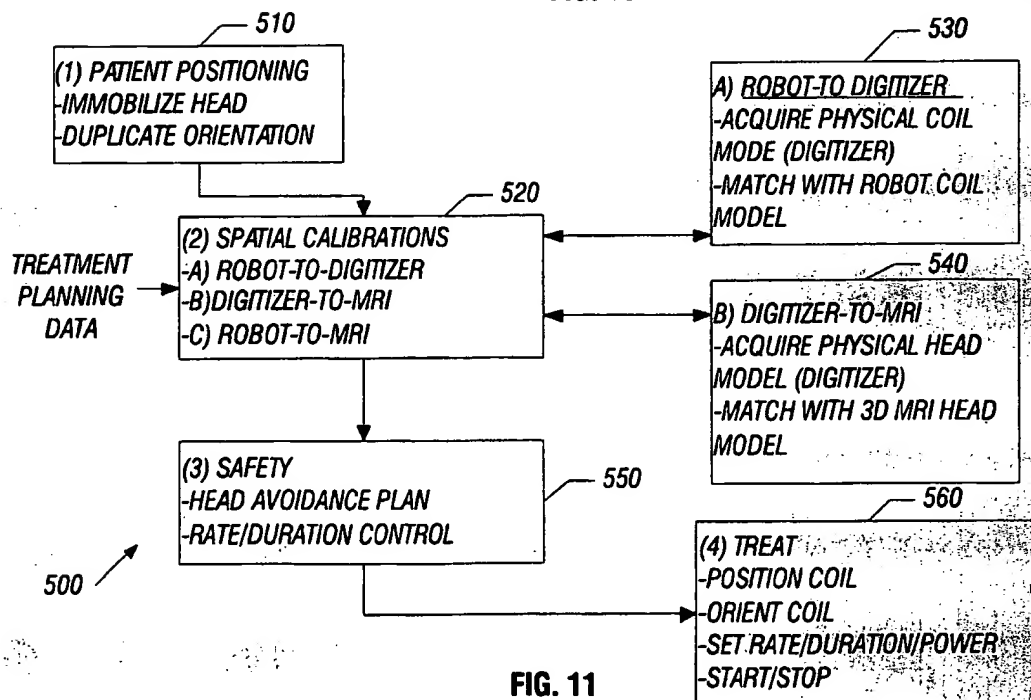 510
(1) PATIENT POSITIONING
-IMMOBILIZE HEAD
-DUPLICATE ORIENTATION
530
A) ROBOT-TO DIGITIZER
-ACQUIRE PHYSICAL COIL
MODE (DIGITIZER)
-MATCH WITH ROBOT COIL
MODEL
520
(2) SPATIAL CALIBRATIONS
-A) ROBOT-TO-DIGITIZER
-B)DIGITIZER-TO-MRI
-C) ROBOT-TO-MRI
TREATMENT
PLANNING
DATA
540
B) DIGITIZER-TO-MRI
-ACQUIRE PHYSICAL HEAD
MODEL (DIGITIZER)
-MATCH WITH 3D MRI HEAD
MODEL
550
(3) SAFETY
-HEAD AVOIDANCE PLAN
-RATE/DURATION CONTROL
560
(4) TREAT
-POSITION COIL
-ORIENT COIL
-SET RATE/DURATION/POWER
-START/STOP
500
FIG. 11